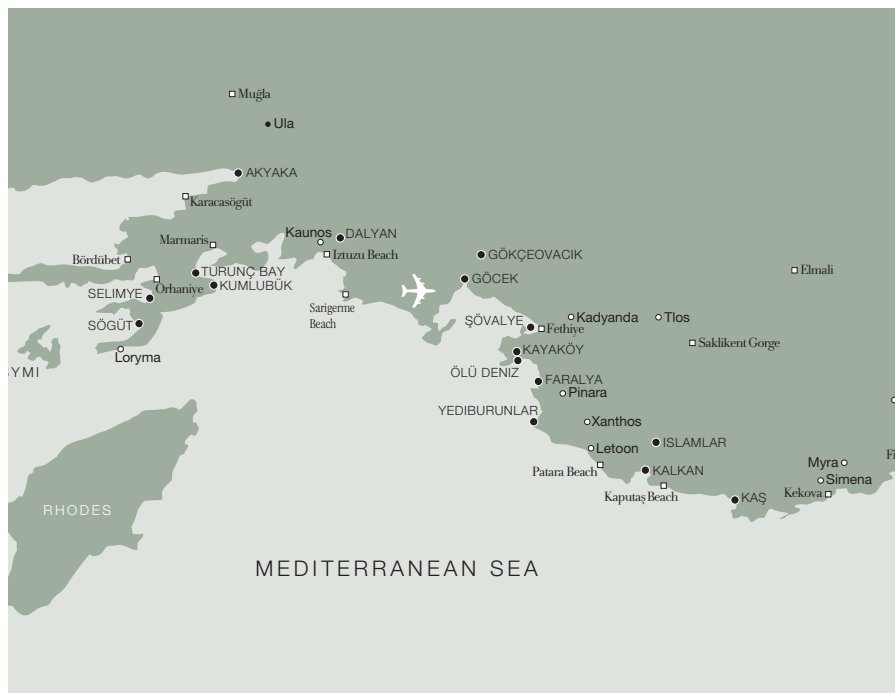 Muğla
Ula
AKYAKA
Karacasögüt
Kaunos
DALYAN
Marmaris
Iztuzu Beach
GÖKÇEOVACIK
Bördübet
TURUNÇ BAY
Elmali
GÖCEK
Orhaniye
KUMLUBÜK
SELIMYE
Sarigerme
Beach
SÖGÜT
ŞÖVALYE
Fethiye
Kadyanda
Tlos
Saklikent Gorge
Loryma
KAYAKÖY
YMI
ÖLÜ DENIZ
FARALYA
Pinara
YEDIBURUNLAR
Xanthos
ISLAMLAR
Letoon
Patara Beach
KALKAN
Myra
Simena
Kaputaş Beach
KAŞ
Kekova
RHODES
MEDITERRANEAN SEA